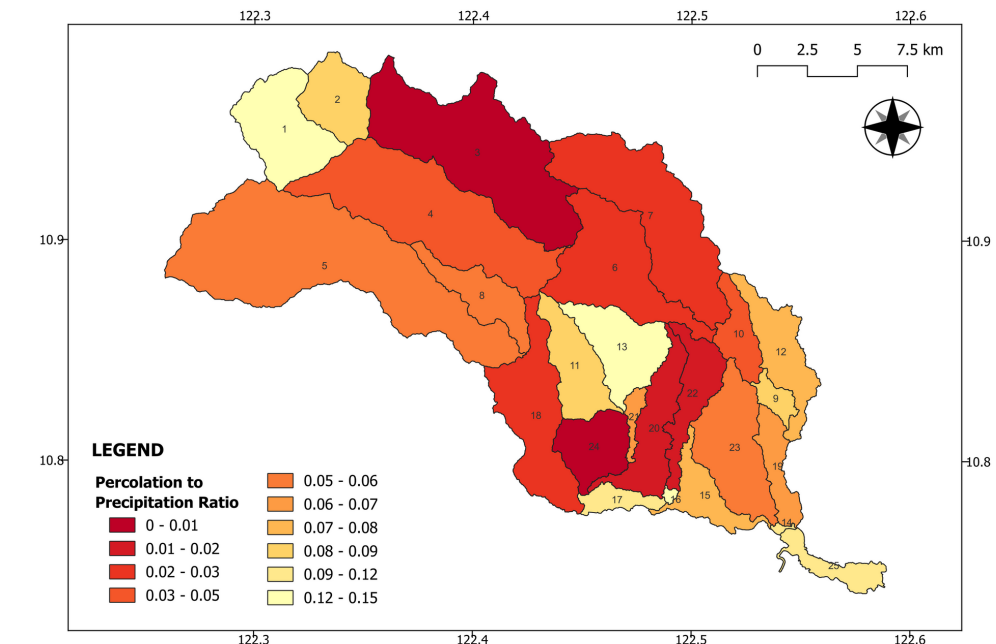 122.3 122.4 122.5 122.6
0 2.5 5 7.5 km
2
1
3
4
7
10.9 10.9
5
6
8
10
13
12
11
22
9
18
21
20
24
23
19
10.8 10.8
17
16
15
14
25
LEGEND
Percolation to
Precipitation Ratio
0 - 0.01
0.01 - 0.02
0.02 - 0.03
0.03 - 0.05
0.05 - 0.06
0.06 - 0.07
0.07 - 0.08
0.08 - 0.09
0.09 - 0.12
0.12 - 0.15
122.3 122.4 122.5 122.6